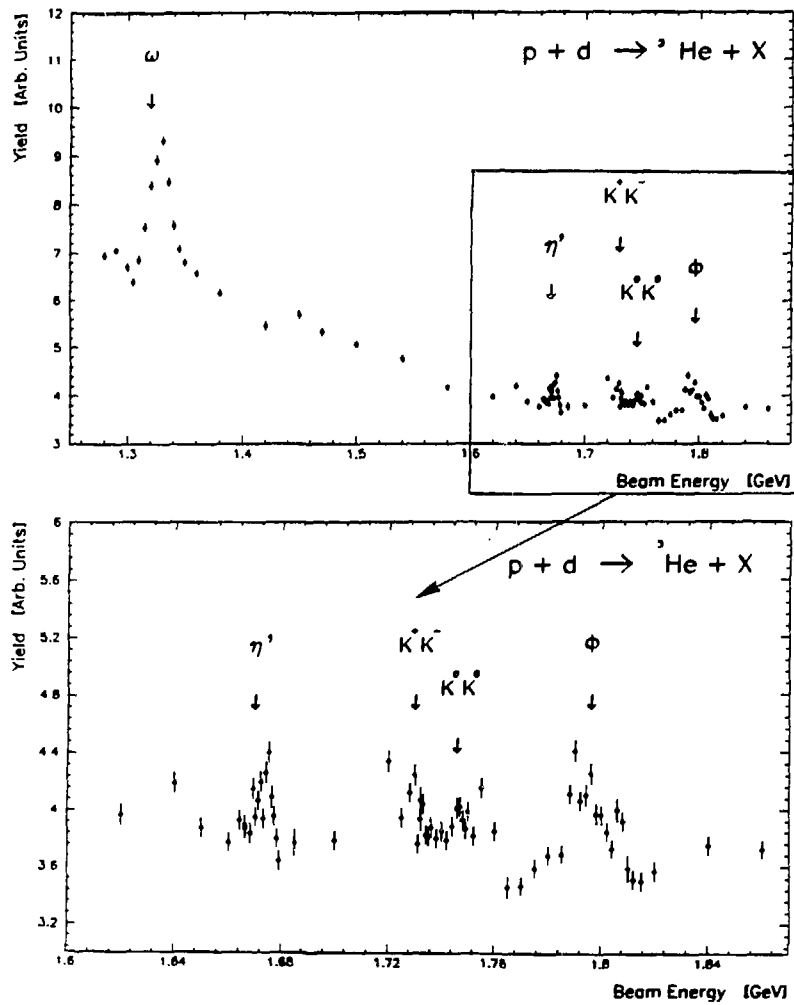 12
11
10
9
8
7
6
5
4
3
Yield [Arb. Units]
p + d → ³ He + X
ω
η'
K⁺K⁻
K⁰K⁰
Φ
1.3
1.4
1.5
1.6
1.7
1.8
Beam Energy [GeV]
6
5.6
5.2
4.8
4.4
4
3.6
3.2
Yield [Arb. Units]
p + d → ³He + X
η'
K⁺K⁻
K⁰K⁰
Φ
1.6
1.64
1.68
1.72
1.76
1.8
1.84
Beam Energy [GeV]